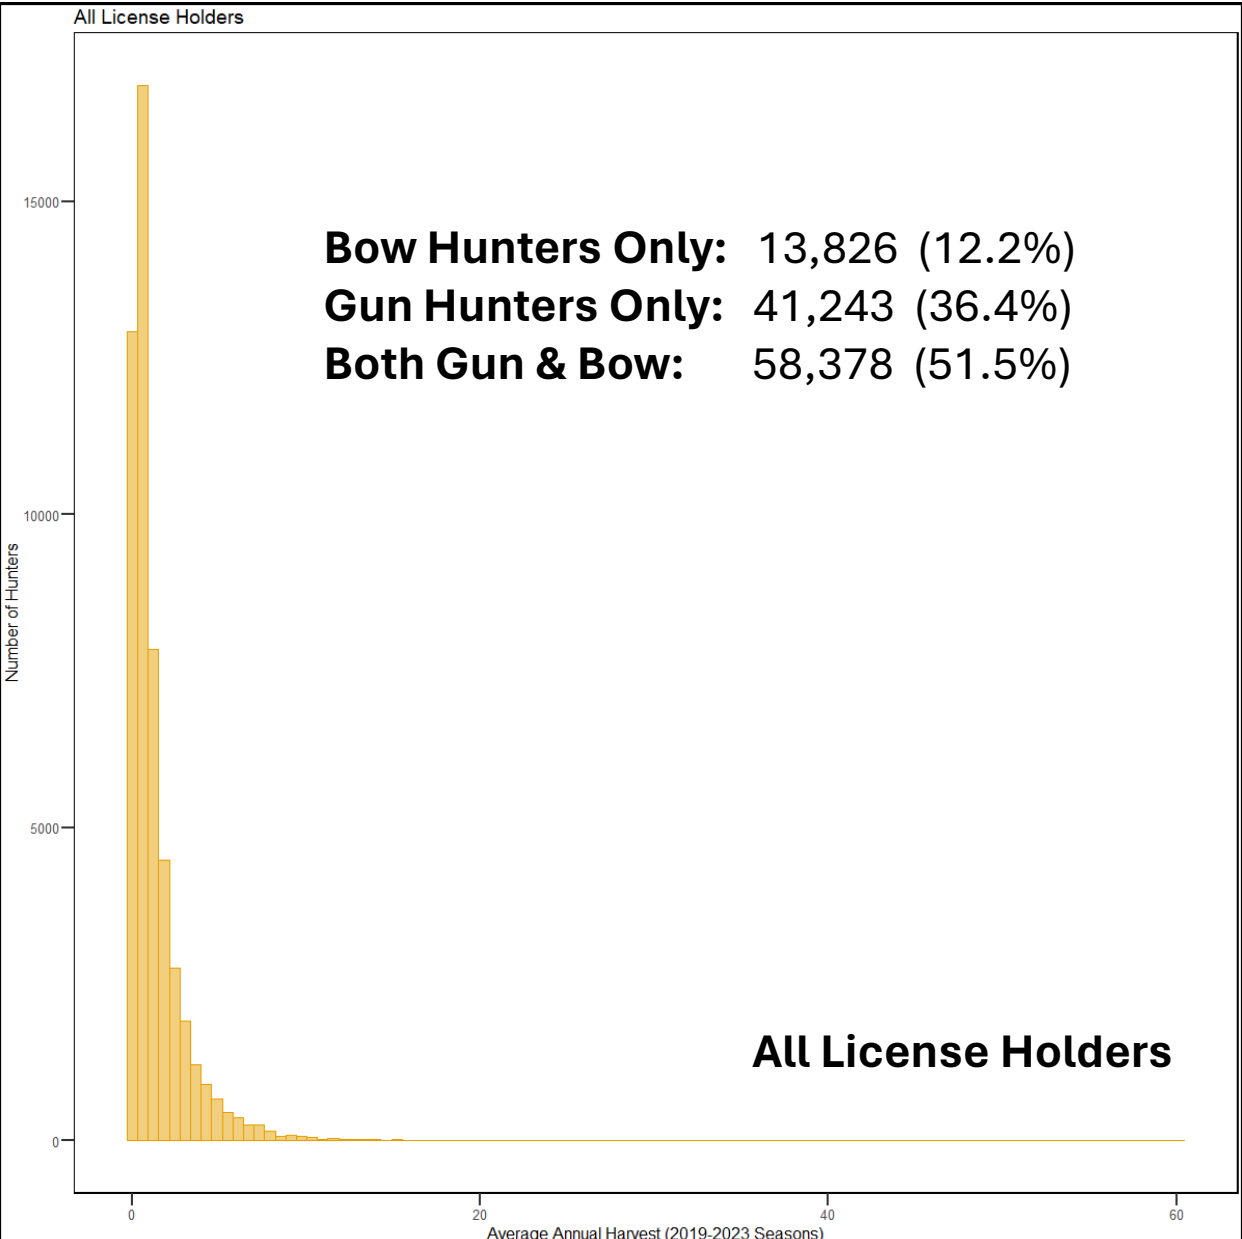 All License Holders
15000
Bow Hunters Only: 13,826 (12.2%)
Gun Hunters Only: 41,243 (36.4%)
Both Gun & Bow: 58,378 (51.5%)
10000
Number of Hunters
5000
All License Holders
0
0 20 40 60
Average Annual Harvest (2019-2023 Seasons)